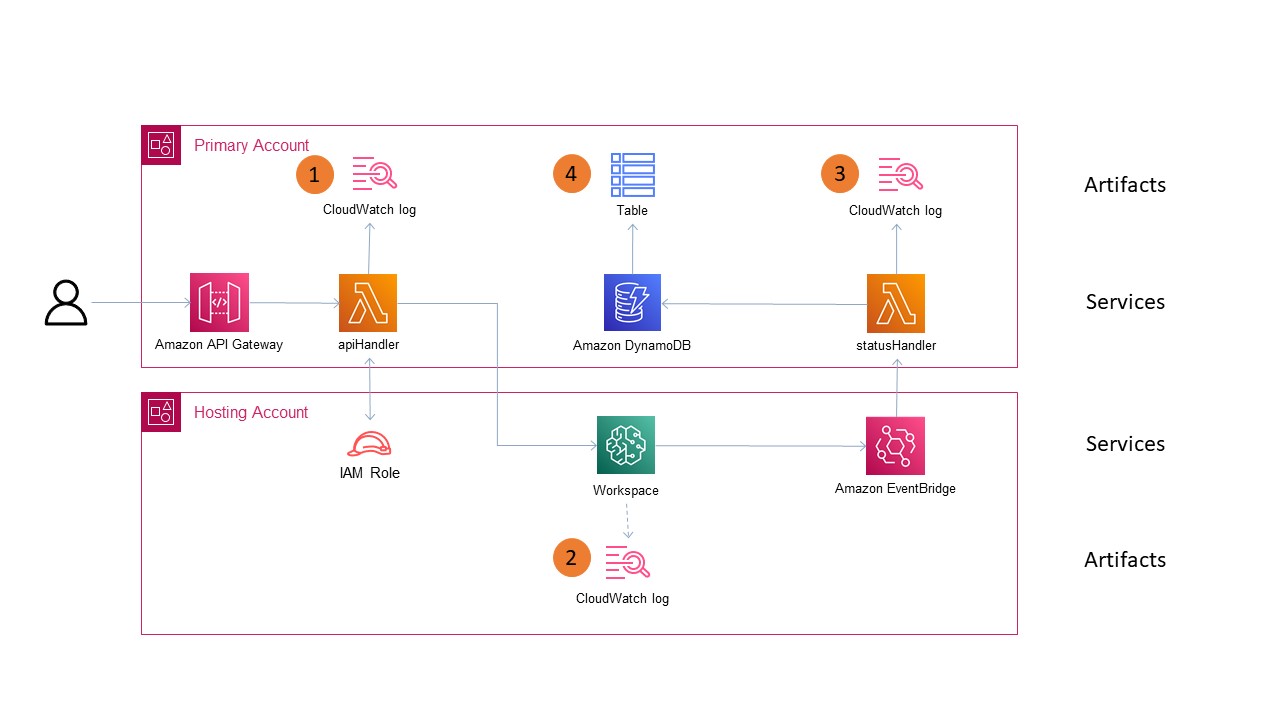 Primary Account
1
4
3
Artifacts
CloudWatch log
Table
CloudWatch log
Services
Amazon API Gateway
apiHandler
Amazon DynamoDB
statusHandler
Hosting Account
Services
IAM Role
Workspace
Amazon EventBridge
2
Artifacts
CloudWatch log